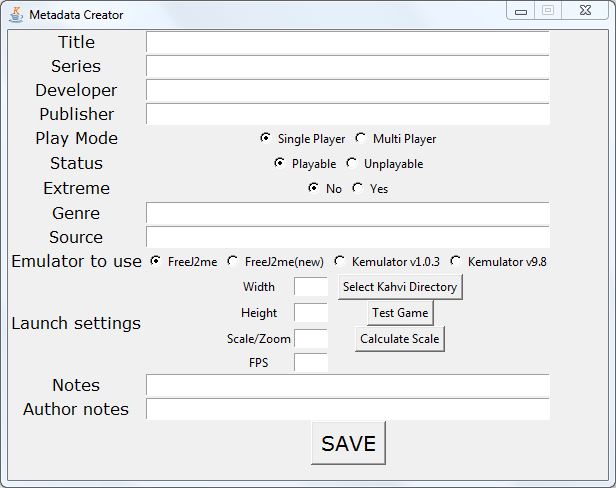 Metadata Creator
Title
Series
Developer
Publisher
Play Mode Single Player Multi Player
Status Playable Unplayable
Extreme No Yes
Genre
Source
Emulator to use FreeJ2me FreeJ2me(new) Kemulator v1.0.3 Kemulator v9.8
Width Select Kahvi Directory
Height Test Game
Launch settings
Scale/Zoom Calculate Scale
FPS
Notes
Author notes
SAVE